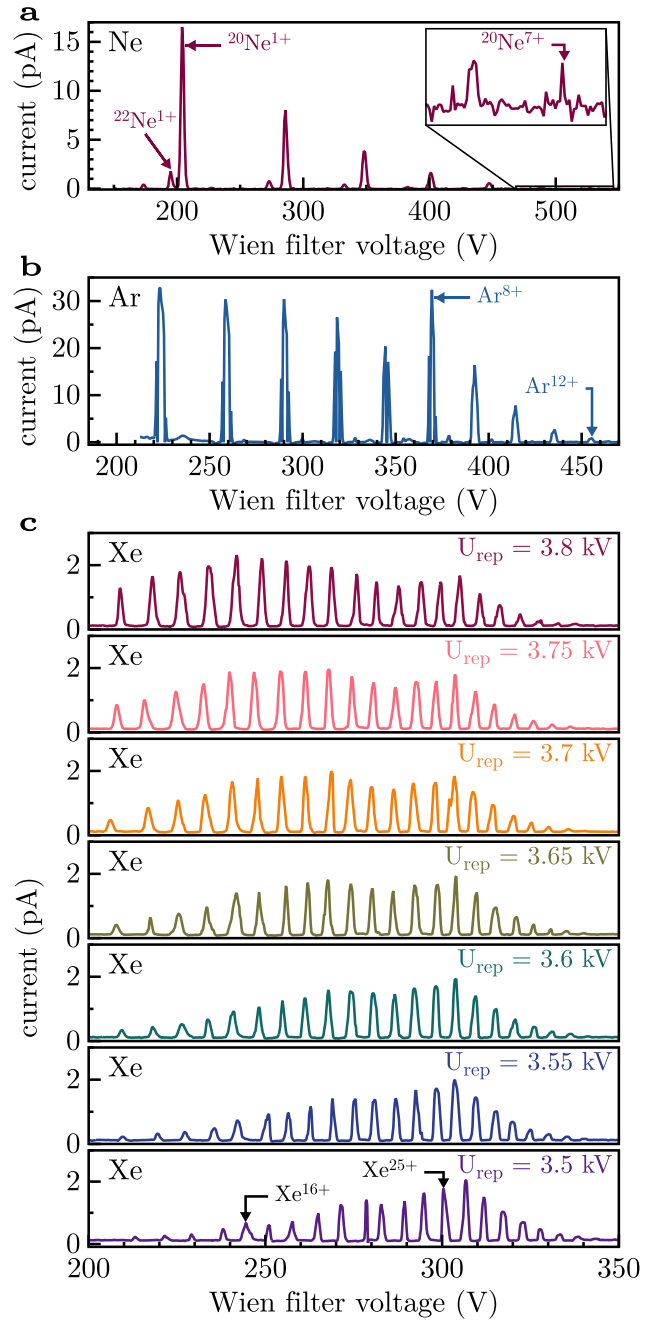 a
Ne
²⁰Ne¹⁺
²²Ne¹⁺
²⁰Ne⁷⁺
15
10
5
0
current (pA)
200 300 400 500
Wien filter voltage (V)
b
Ar
Ar⁸⁺
Ar¹²⁺
30
20
10
0
current (pA)
200 250 300 350 400 450
Wien filter voltage (V)
c
Xe U_rep = 3.8 kV
2
0
Xe U_rep = 3.75 kV
2
0
Xe U_rep = 3.7 kV
2
0
Xe U_rep = 3.65 kV
2
0
current (pA)
Xe U_rep = 3.6 kV
2
0
Xe U_rep = 3.55 kV
2
0
Xe U_rep = 3.5 kV
Xe²⁵⁺
Xe¹⁶⁺
2
0
200 250 300 350
Wien filter voltage (V)